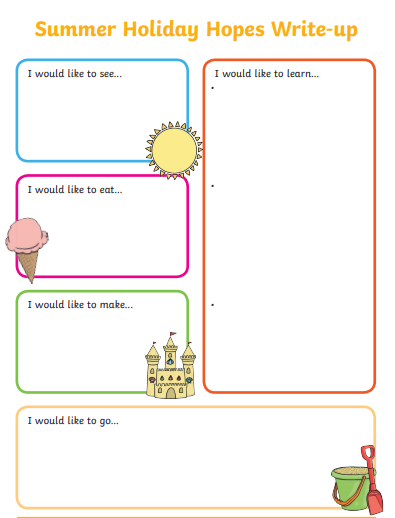 Summer Holiday Hopes Write-up
I would like to see...
I would like to learn...
•
•
•
I would like to eat...
I would like to make...
I would like to go...